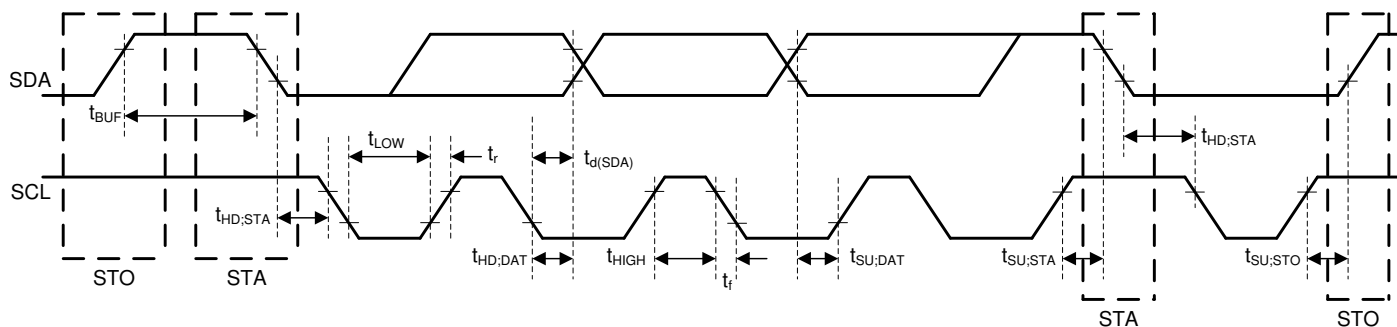 SDA
t_BUF
t_LOW
t_r
t_d(SDA)
t_HD;STA
SCL
t_HD;STA
t_HD;DAT
t_HIGH
t_f
t_SU;DAT
t_SU;STA
t_SU;STO
STO
STA
STA
STO